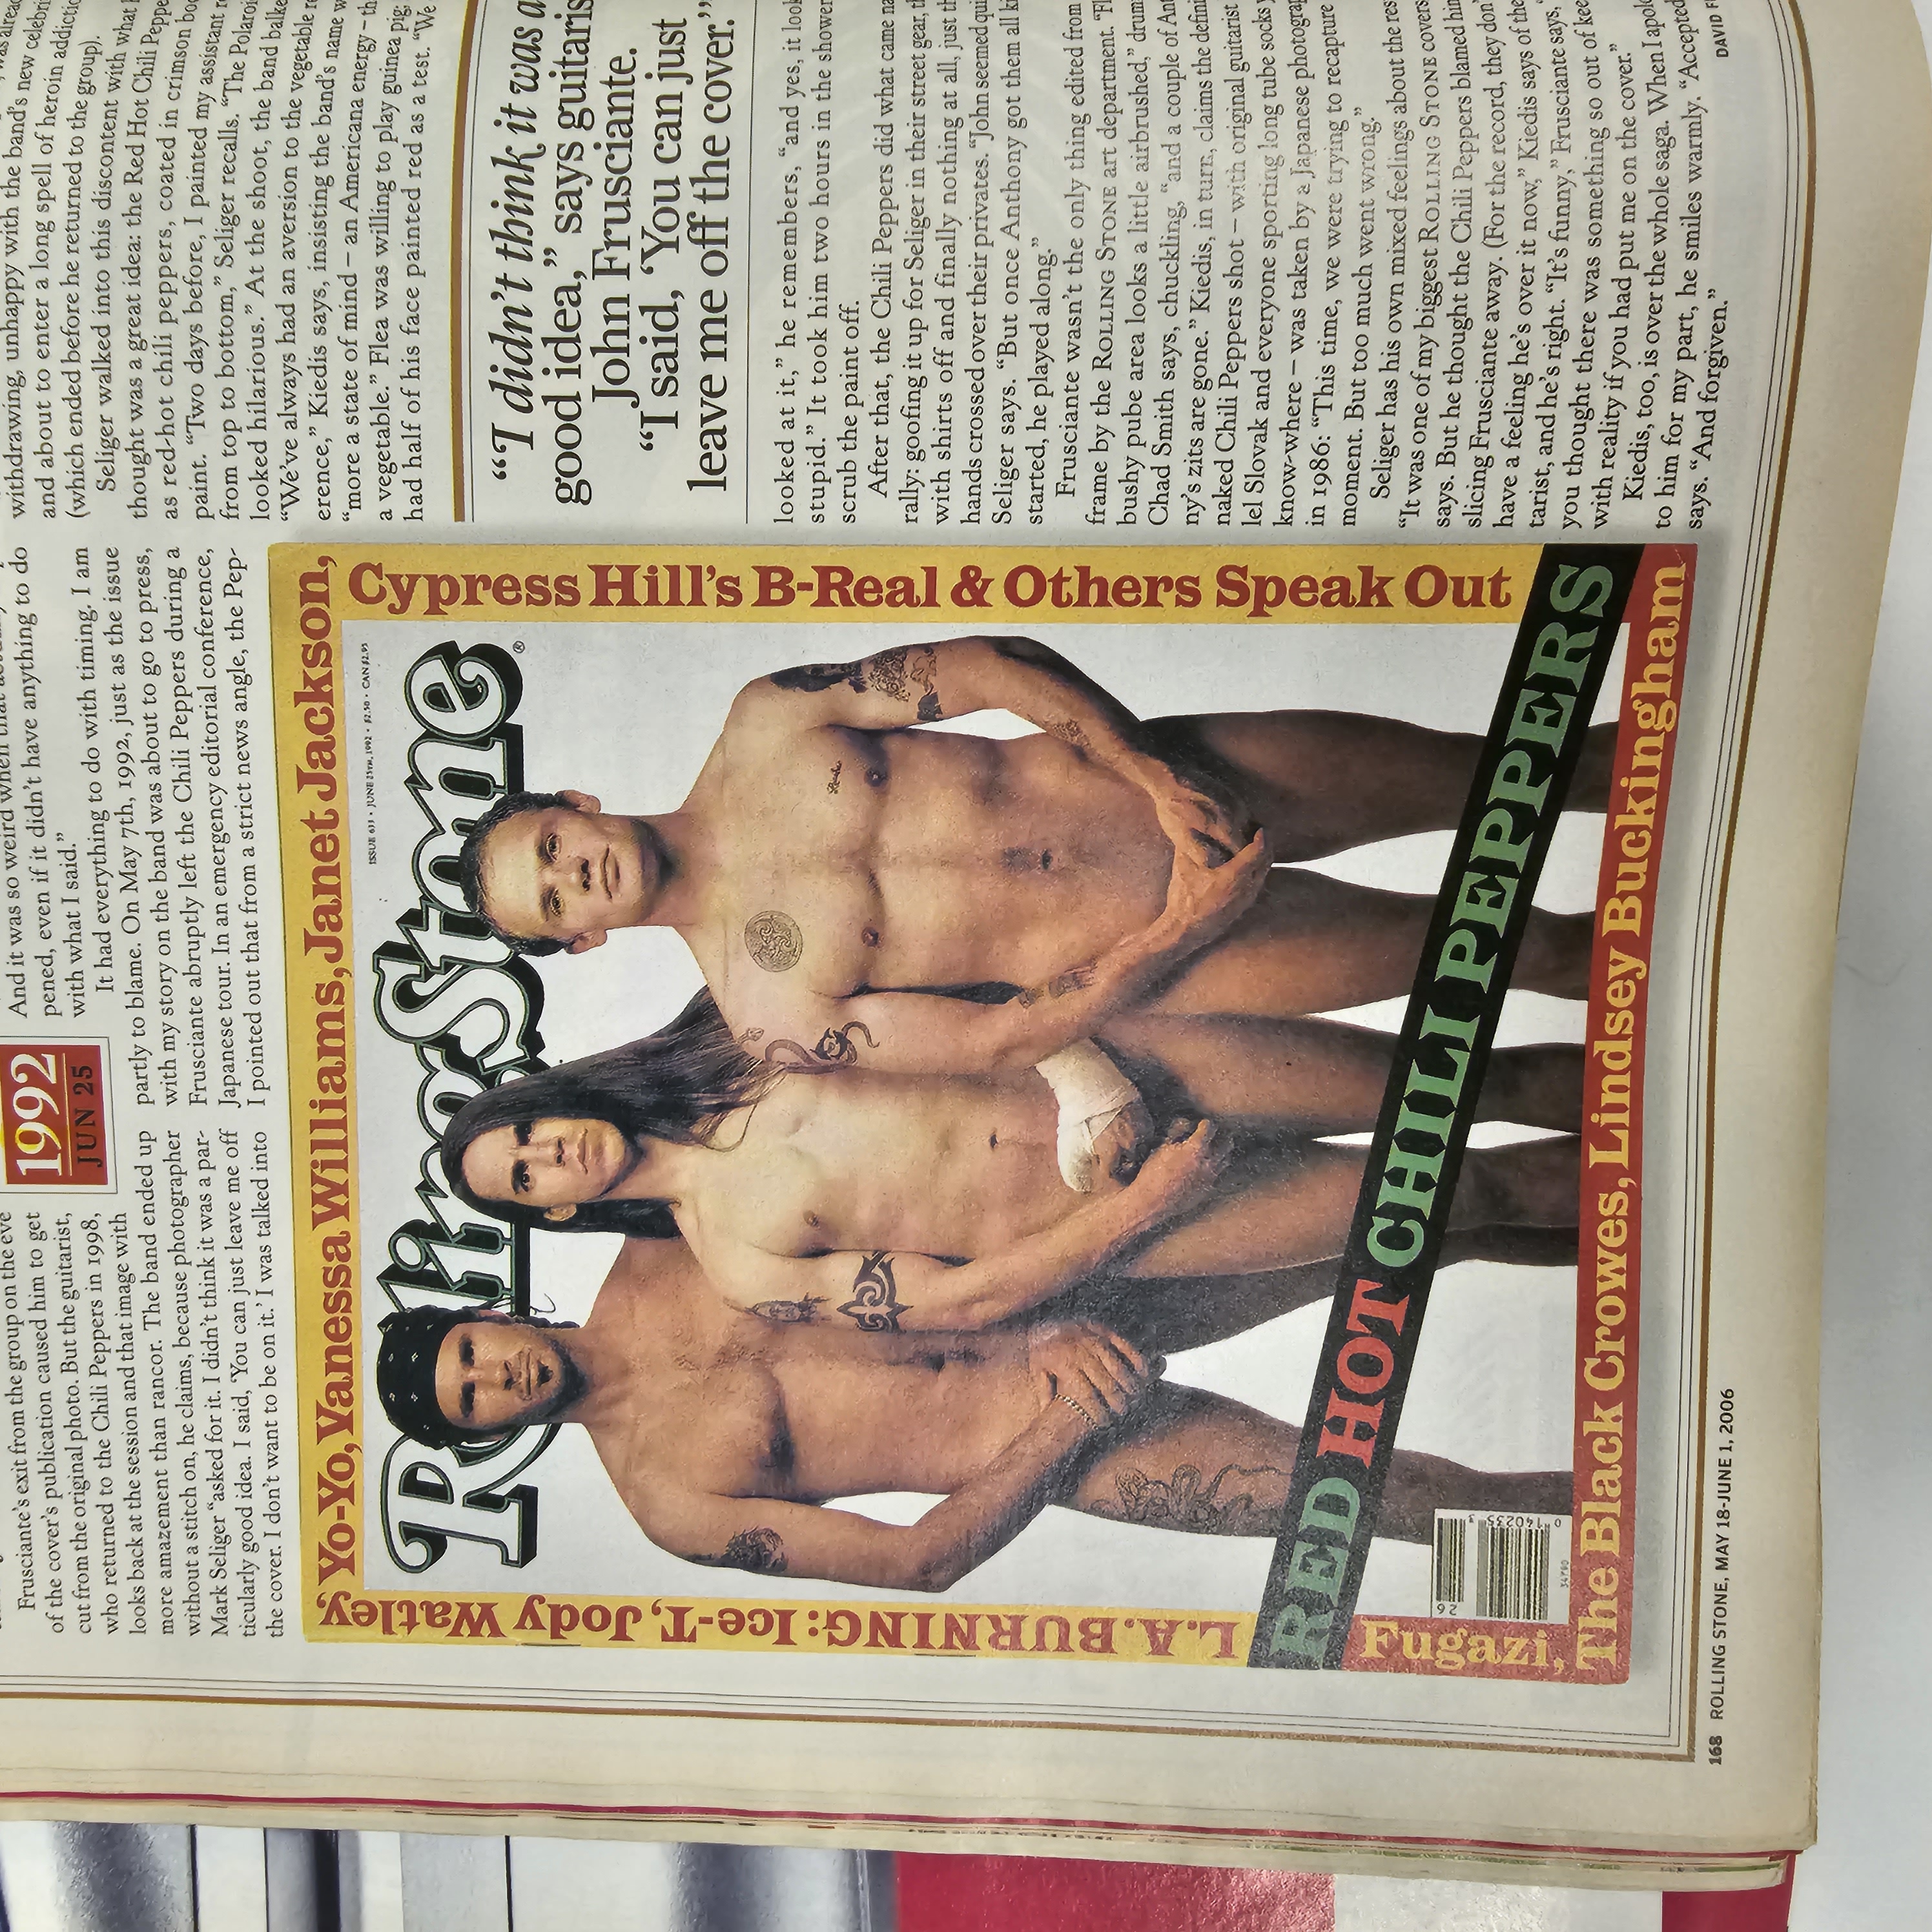 Frusciante's exit from the group on the eve
of the cover's publication caused him to get
cut from the original photo. But the guitarist,
who returned to the Chili Peppers in 1998,
looks back at the session and that image with
more amazement than rancor. The band ended up
without a stitch on, he claims, because photographer
Mark Seliger “asked for it. I didn't think it was a par-
ticularly good idea. I said, ‘You can just leave me off
the cover. I don't want to be on it.’ I was talked into
1992
JUN 25
And it was so weird when that
pened, even if it didn't have anything to do
with what I said.”
It had everything to do with timing. I am
partly to blame. On May 7th, 1992, just as the issue
with my story on the band was about to go to press,
Frusciante abruptly left the Chili Peppers during a
Japanese tour. In an emergency editorial conference,
I pointed out that from a strict news angle, the Pep-
withdrawing, unhappy with the band's new
and about to enter a long spell of heroin
(which ended before he returned to the group).
Seliger walked into this discontent with what
thought was a great idea: the Red Hot Chili
as red-hot chili peppers, coated in crimson
paint. “Two days before, I painted my assistant
from top to bottom,” Seliger recalls. “The
looked hilarious.” At the shoot, the band
“We've always had an aversion to the vegetable
erence,” Kiedis says, insisting the band's name
“more a state of mind – an Americana energy –
a vegetable.” Flea was willing to play guinea pig;
had half of his face painted red as a test. “We
“I didn't think it was a
good idea,” says
John Frusciante.
“I said, ‘You can just
leave me off the cover.”
looked at it,” he remembers, “and yes, it
stupid.” It took him two hours in the shower
scrub the paint off.
After that, the Chili Peppers did what came
rally: goofing it up for Seliger in their street gear,
with shirts off and finally nothing at all, just
hands crossed over their privates. “John seemed
Seliger says. “But once Anthony got them all
started, he played along.”
Frusciante wasn't the only thing edited from
frame by the ROLLING STONE art department.
bushy pube area looks a little airbrushed,”
Chad Smith says, chuckling, “and a couple of
ny's zits are gone.” Kiedis, in turn, claims the
naked Chili Peppers shot – with original guitarist
lel Slovak and everyone sporting long tube socks
know-where – was taken by a Japanese
in 1986: “This time, we were trying to recapture
moment. But too much went wrong.”
Seliger has his own mixed feelings about the
“It was one of my biggest ROLLING STONE covers
says. But he thought the Chili Peppers blamed
slicing Frusciante away. (For the record, they
have a feeling he's over it now,” Kiedis says of the
tarist, and he's right. “It's funny,” Frusciante says,
you thought there was something so out of
with reality if you had put me on the cover.”
Kiedis, too, is over the whole saga. When I
to him for my part, he smiles warmly. “Accepted
says. “And forgiven.”
DAVID
L.A. BURNING: Ice-T, Jody Watley,
Yo-Yo, Vanessa Williams, Janet Jackson,
Cypress Hill's B-Real & Others Speak Out
ISSUE 633 • JUNE 25TH, 1992 • $2.50 • CAN $2.95
RollingStone
®
RED HOT CHILI PEPPERS
Fugazi,
The Black Crowes, Lindsey Buckingham
26
0 140235 3
34790
168 ROLLING STONE, MAY 18-JUNE 1, 2006